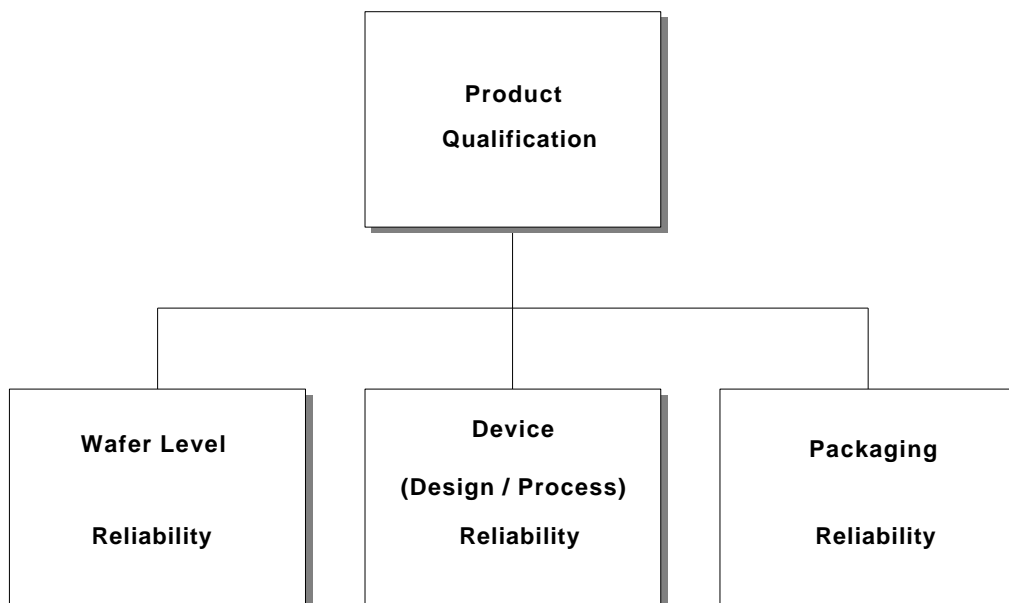 Product
Qualification
Wafer Level
Reliability
Device
(Design / Process)
Reliability
Packaging
Reliability